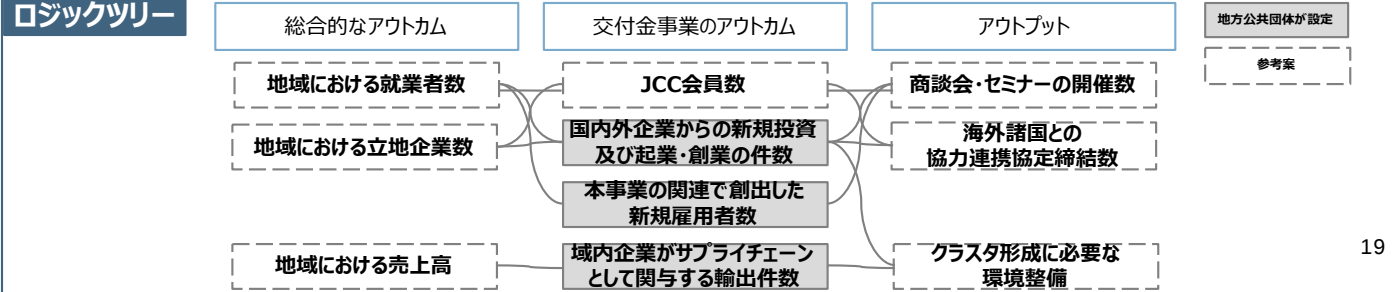 ロジックツリー
総合的なアウトカム
交付金事業のアウトカム
アウトプット
地方公共団体が設定
参考案
地域における就業者数
JCC会員数
商談会・セミナーの開催数
地域における立地企業数
国内外企業からの新規投資
及び起業・創業の件数
海外諸国との
協力連携協定締結数
本事業の関連で創出した
新規雇用者数
地域における売上高
域内企業がサプライチェーン
として関与する輸出件数
クラスタ形成に必要な
環境整備
19